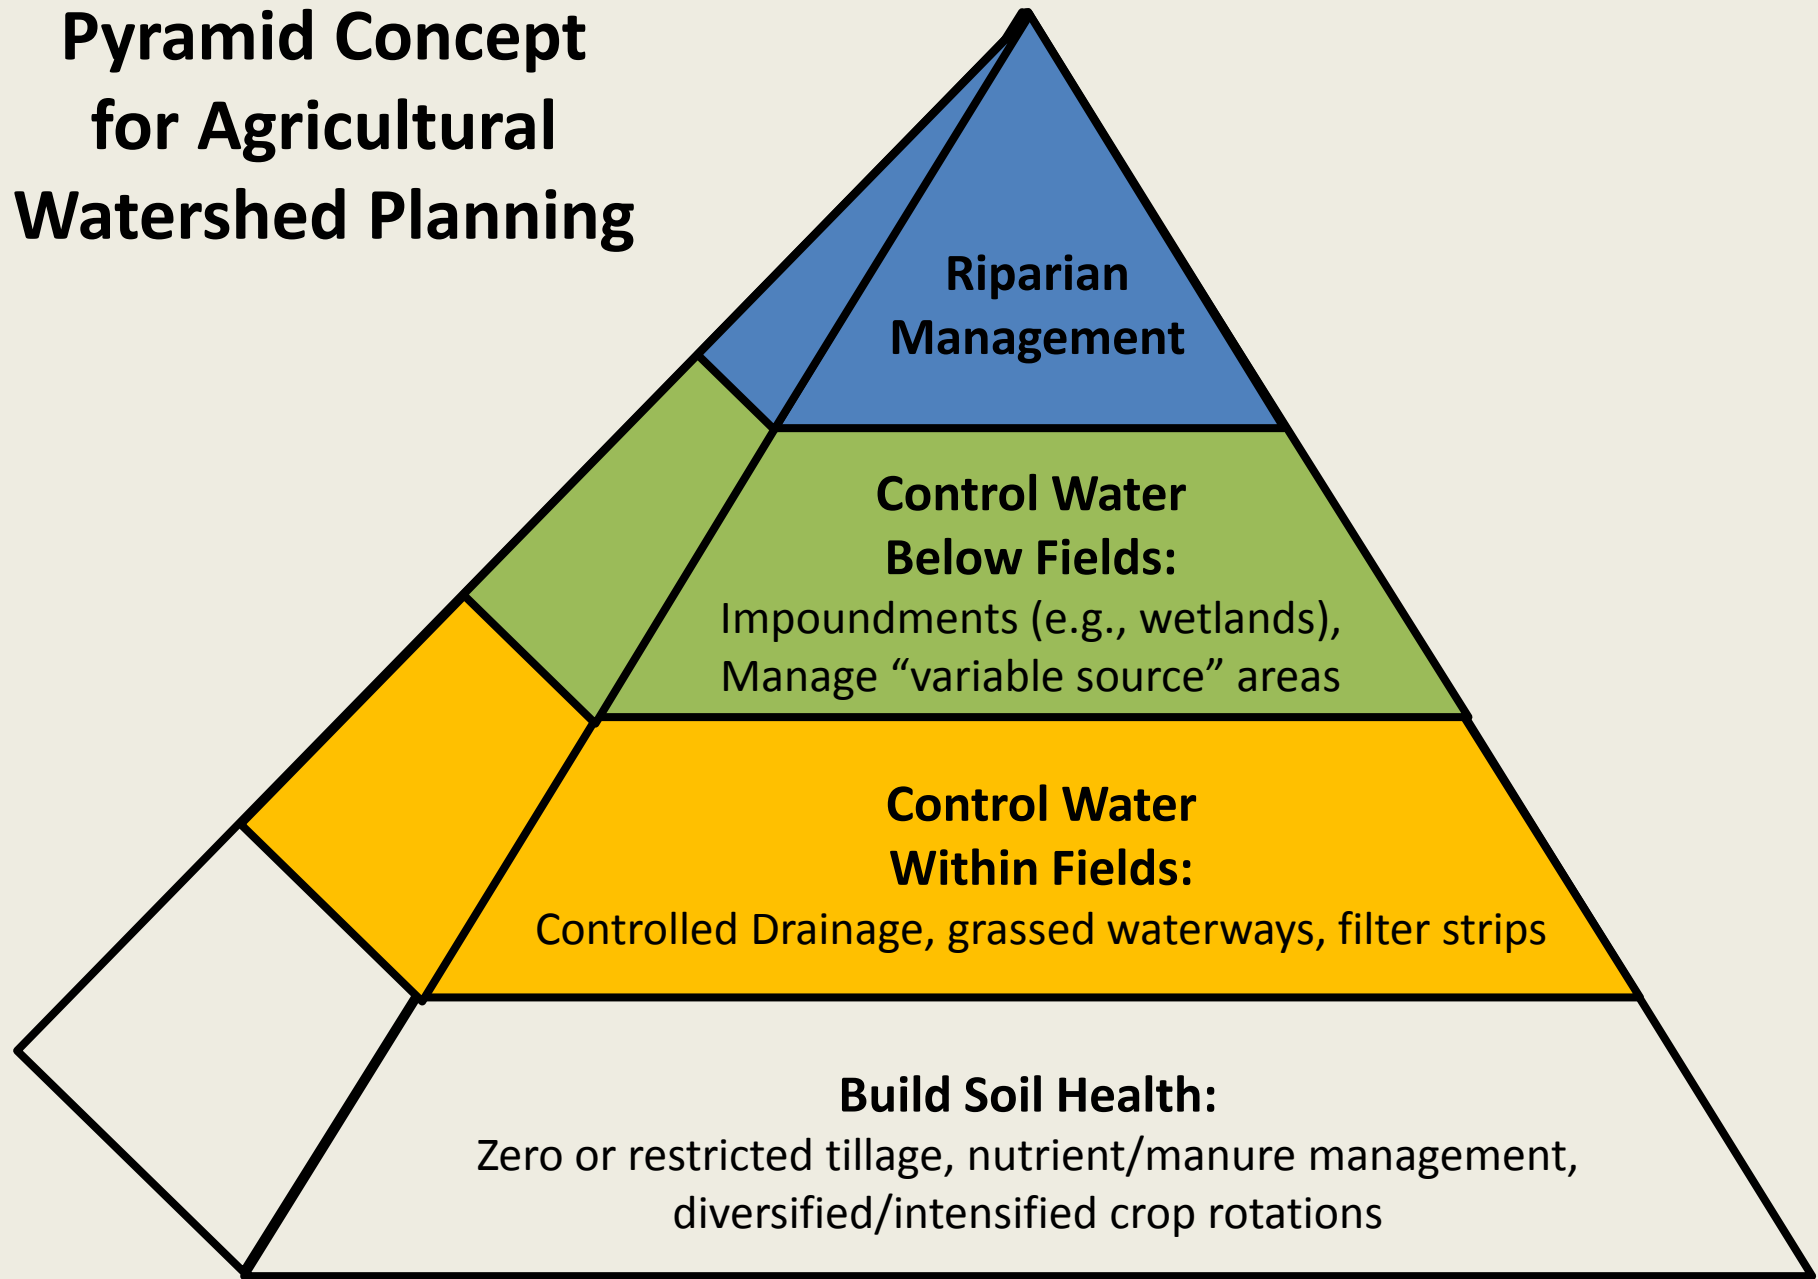 Pyramid Concept
for Agricultural
Watershed Planning
Riparian
Management
Control Water
Below Fields:
Impoundments (e.g., wetlands),
Manage “variable source” areas
Control Water
Within Fields:
Controlled Drainage, grassed waterways, filter strips
Build Soil Health:
Zero or restricted tillage, nutrient/manure management,
diversified/intensified crop rotations